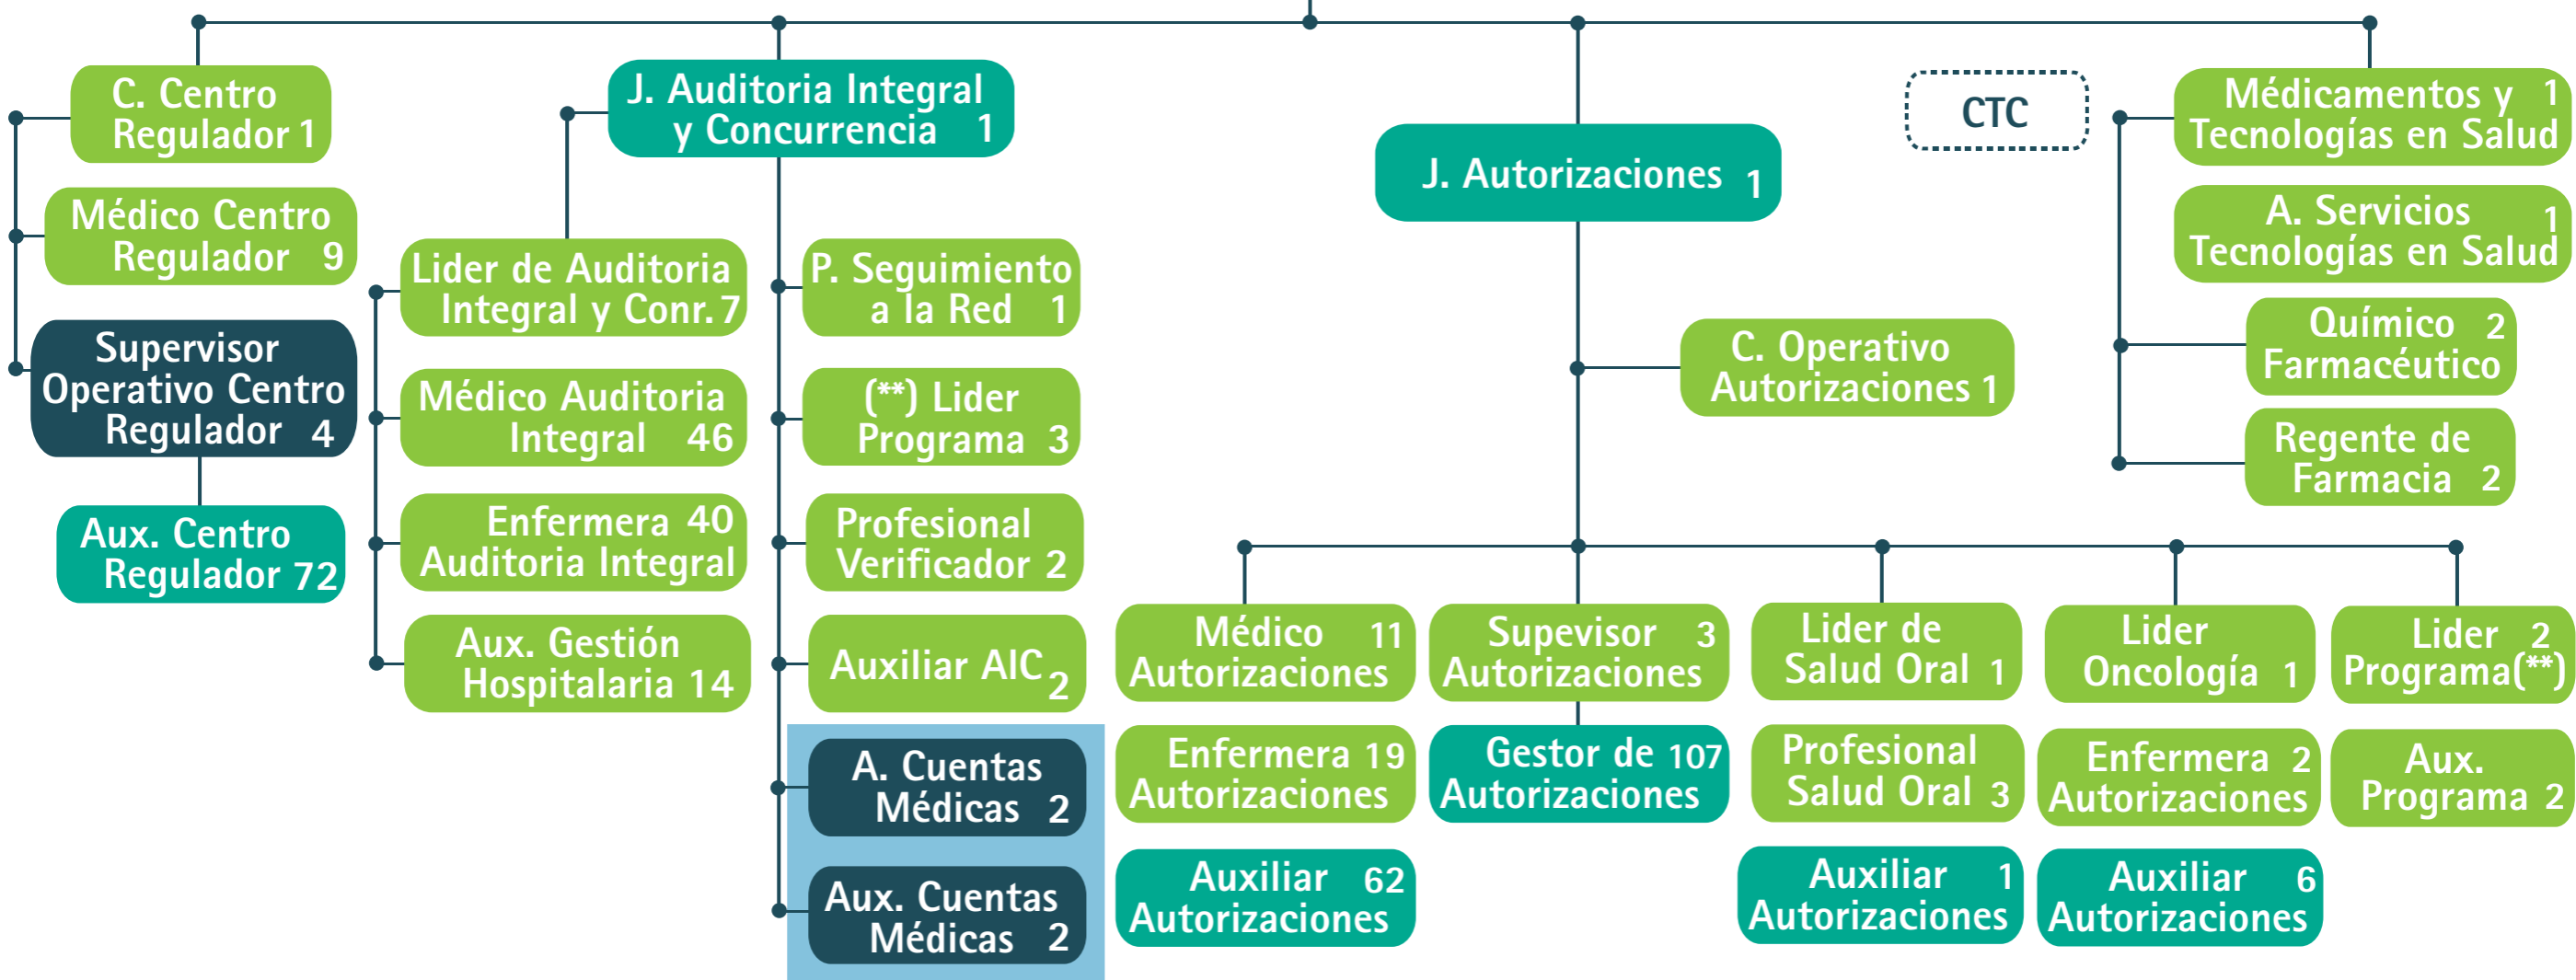 C. Centro
Regulador 1
Médico Centro
Regulador 9
Supervisor
Operativo Centro
Regulador 4
Aux. Centro
Regulador 72
J. Auditoria Integral
y Concurrencia 1
Lider de Auditoria
Integral y Conr. 7
Médico Auditoria
Integral 46
Enfermera 40
Auditoria Integral
Aux. Gestión
Hospitalaria 14
P. Seguimiento
a la Red 1
(**) Lider
Programa 3
Profesional
Verificador 2
Auxiliar AIC 2
A. Cuentas
Médicas 2
Aux. Cuentas
Médicas 2
J. Autorizaciones 1
C. Operativo
Autorizaciones 1
Médico 11
Autorizaciones
Enfermera 19
Autorizaciones
Auxiliar 62
Autorizaciones
Supevisor 3
Autorizaciones
Gestor de 107
Autorizaciones
Lider de
Salud Oral 1
Profesional
Salud Oral 3
Auxiliar 1
Autorizaciones
Lider
Oncología 1
Enfermera 2
Autorizaciones
Auxiliar 6
Autorizaciones
Lider 2
Programa(**)
Aux.
Programa 2
CTC
Médicamentos y 1
Tecnologías en Salud
A. Servicios 1
Tecnologías en Salud
Químico 2
Farmacéutico
Regente de
Farmacia 2